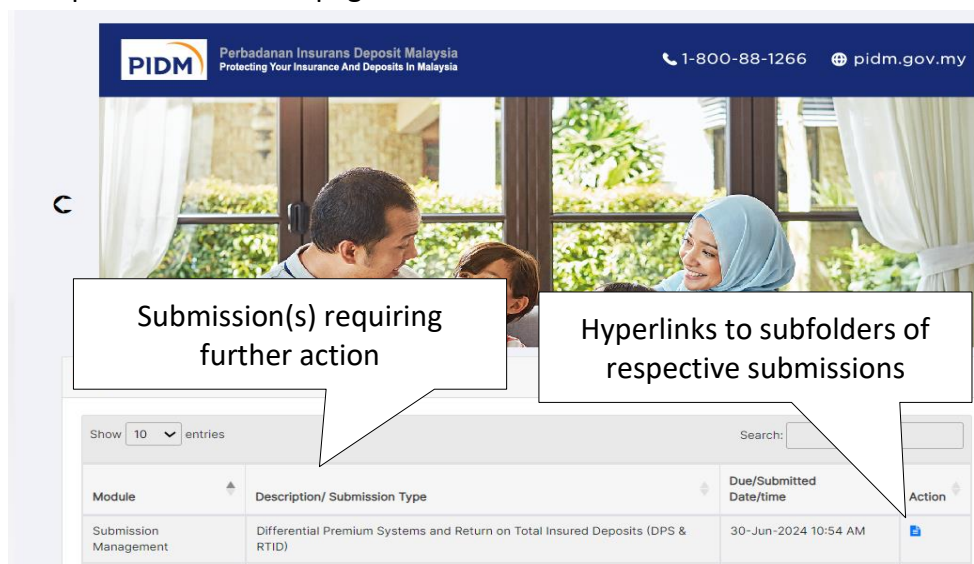 PIDM
Perbadanan Insurans Deposit Malaysia
Protecting Your Insurance And Deposits In Malaysia
1-800-88-1266
pidm.gov.my
Submission(s) requiring
further action
Hyperlinks to subfolders of
respective submissions
Show 10 entries
Search:
Module
Description/ Submission Type
Due/Submitted
Date/time
Action
Submission
Management
Differential Premium Systems and Return on Total Insured Deposits (DPS &
RTID)
30-Jun-2024 10:54 AM